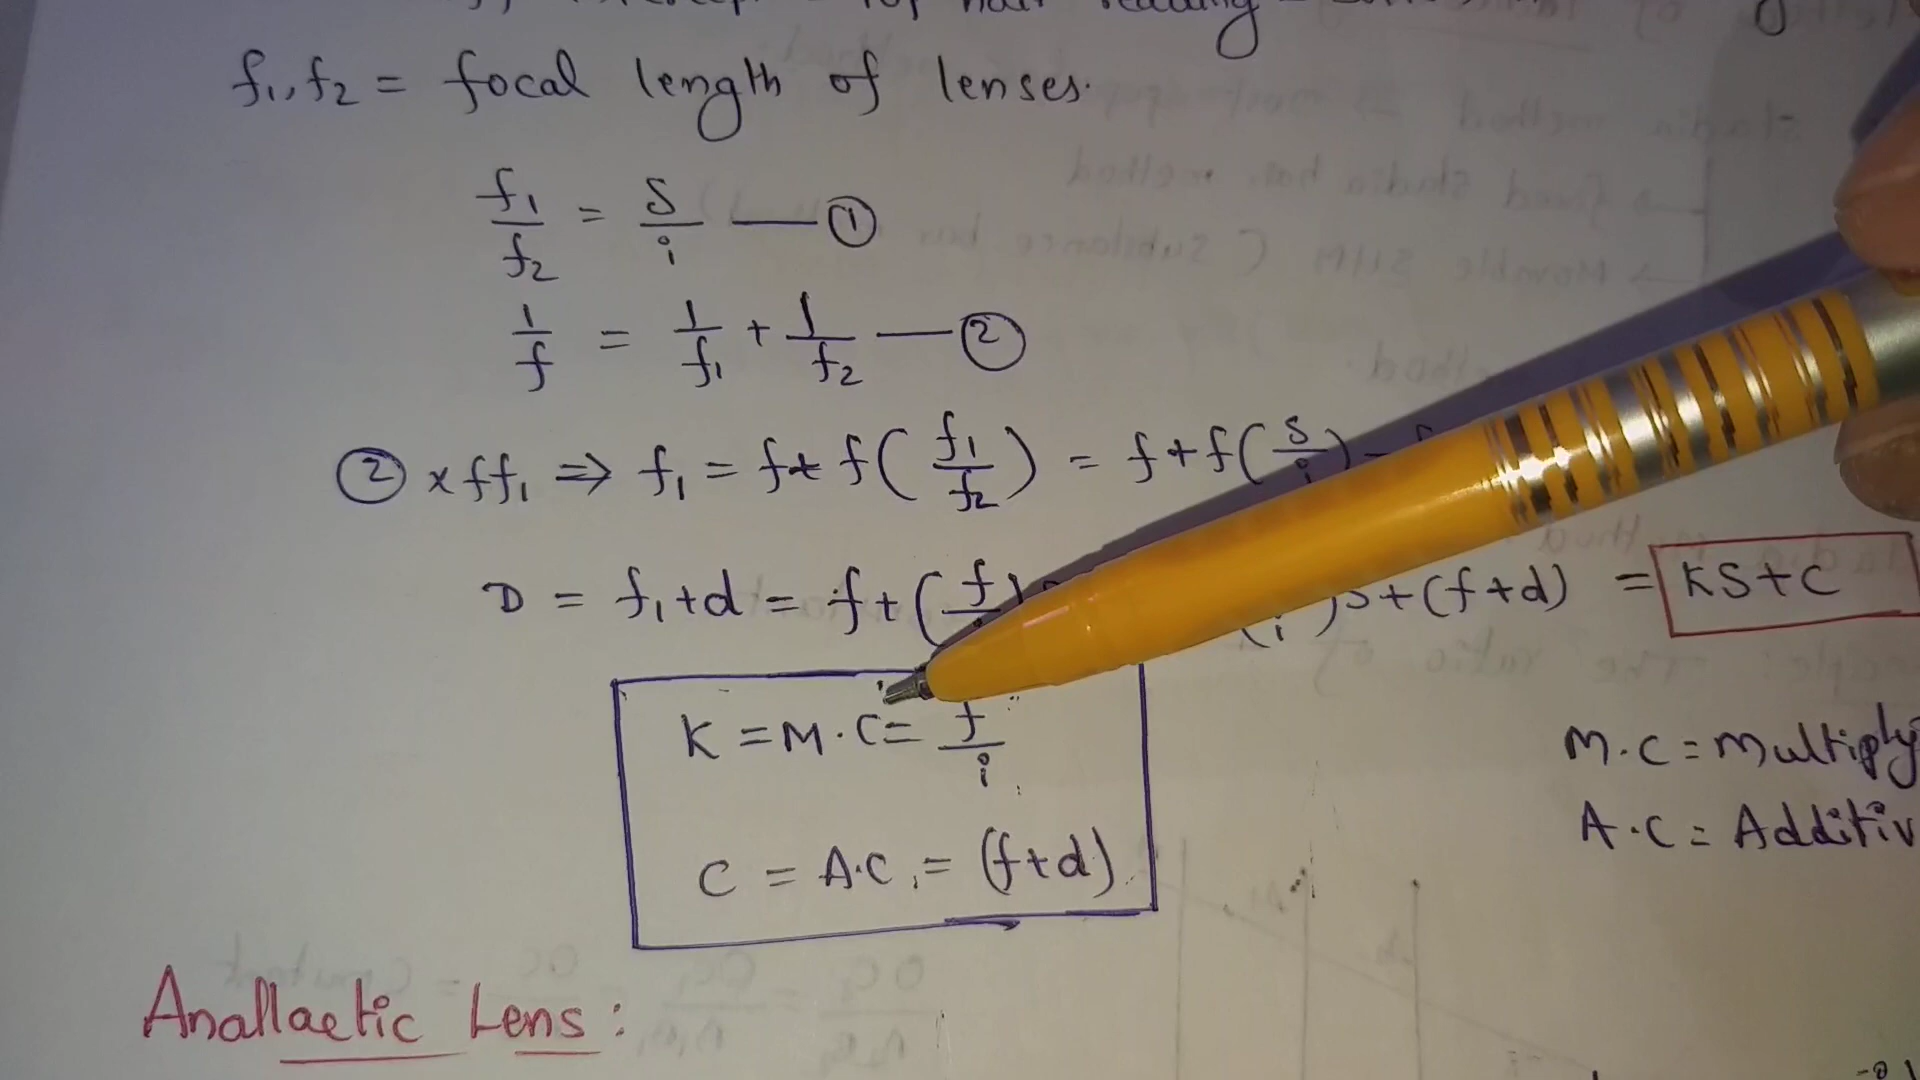 f₁, f₂ = focal length of lenses.
f₁/f₂ = S/i — ①
1/f = 1/f₁ + 1/f₂ — ②
② × ff₁ ⇒ f₁ = f + f(f₁/f₂) = f + f(S/i)
D = f₁+d = f + (f/i) S + (f+d) = KS+C
K = M.C = f/i
M.C = Multiply
C = A.C. = (f+d)
A.C = Additiv
Anallactic Lens: